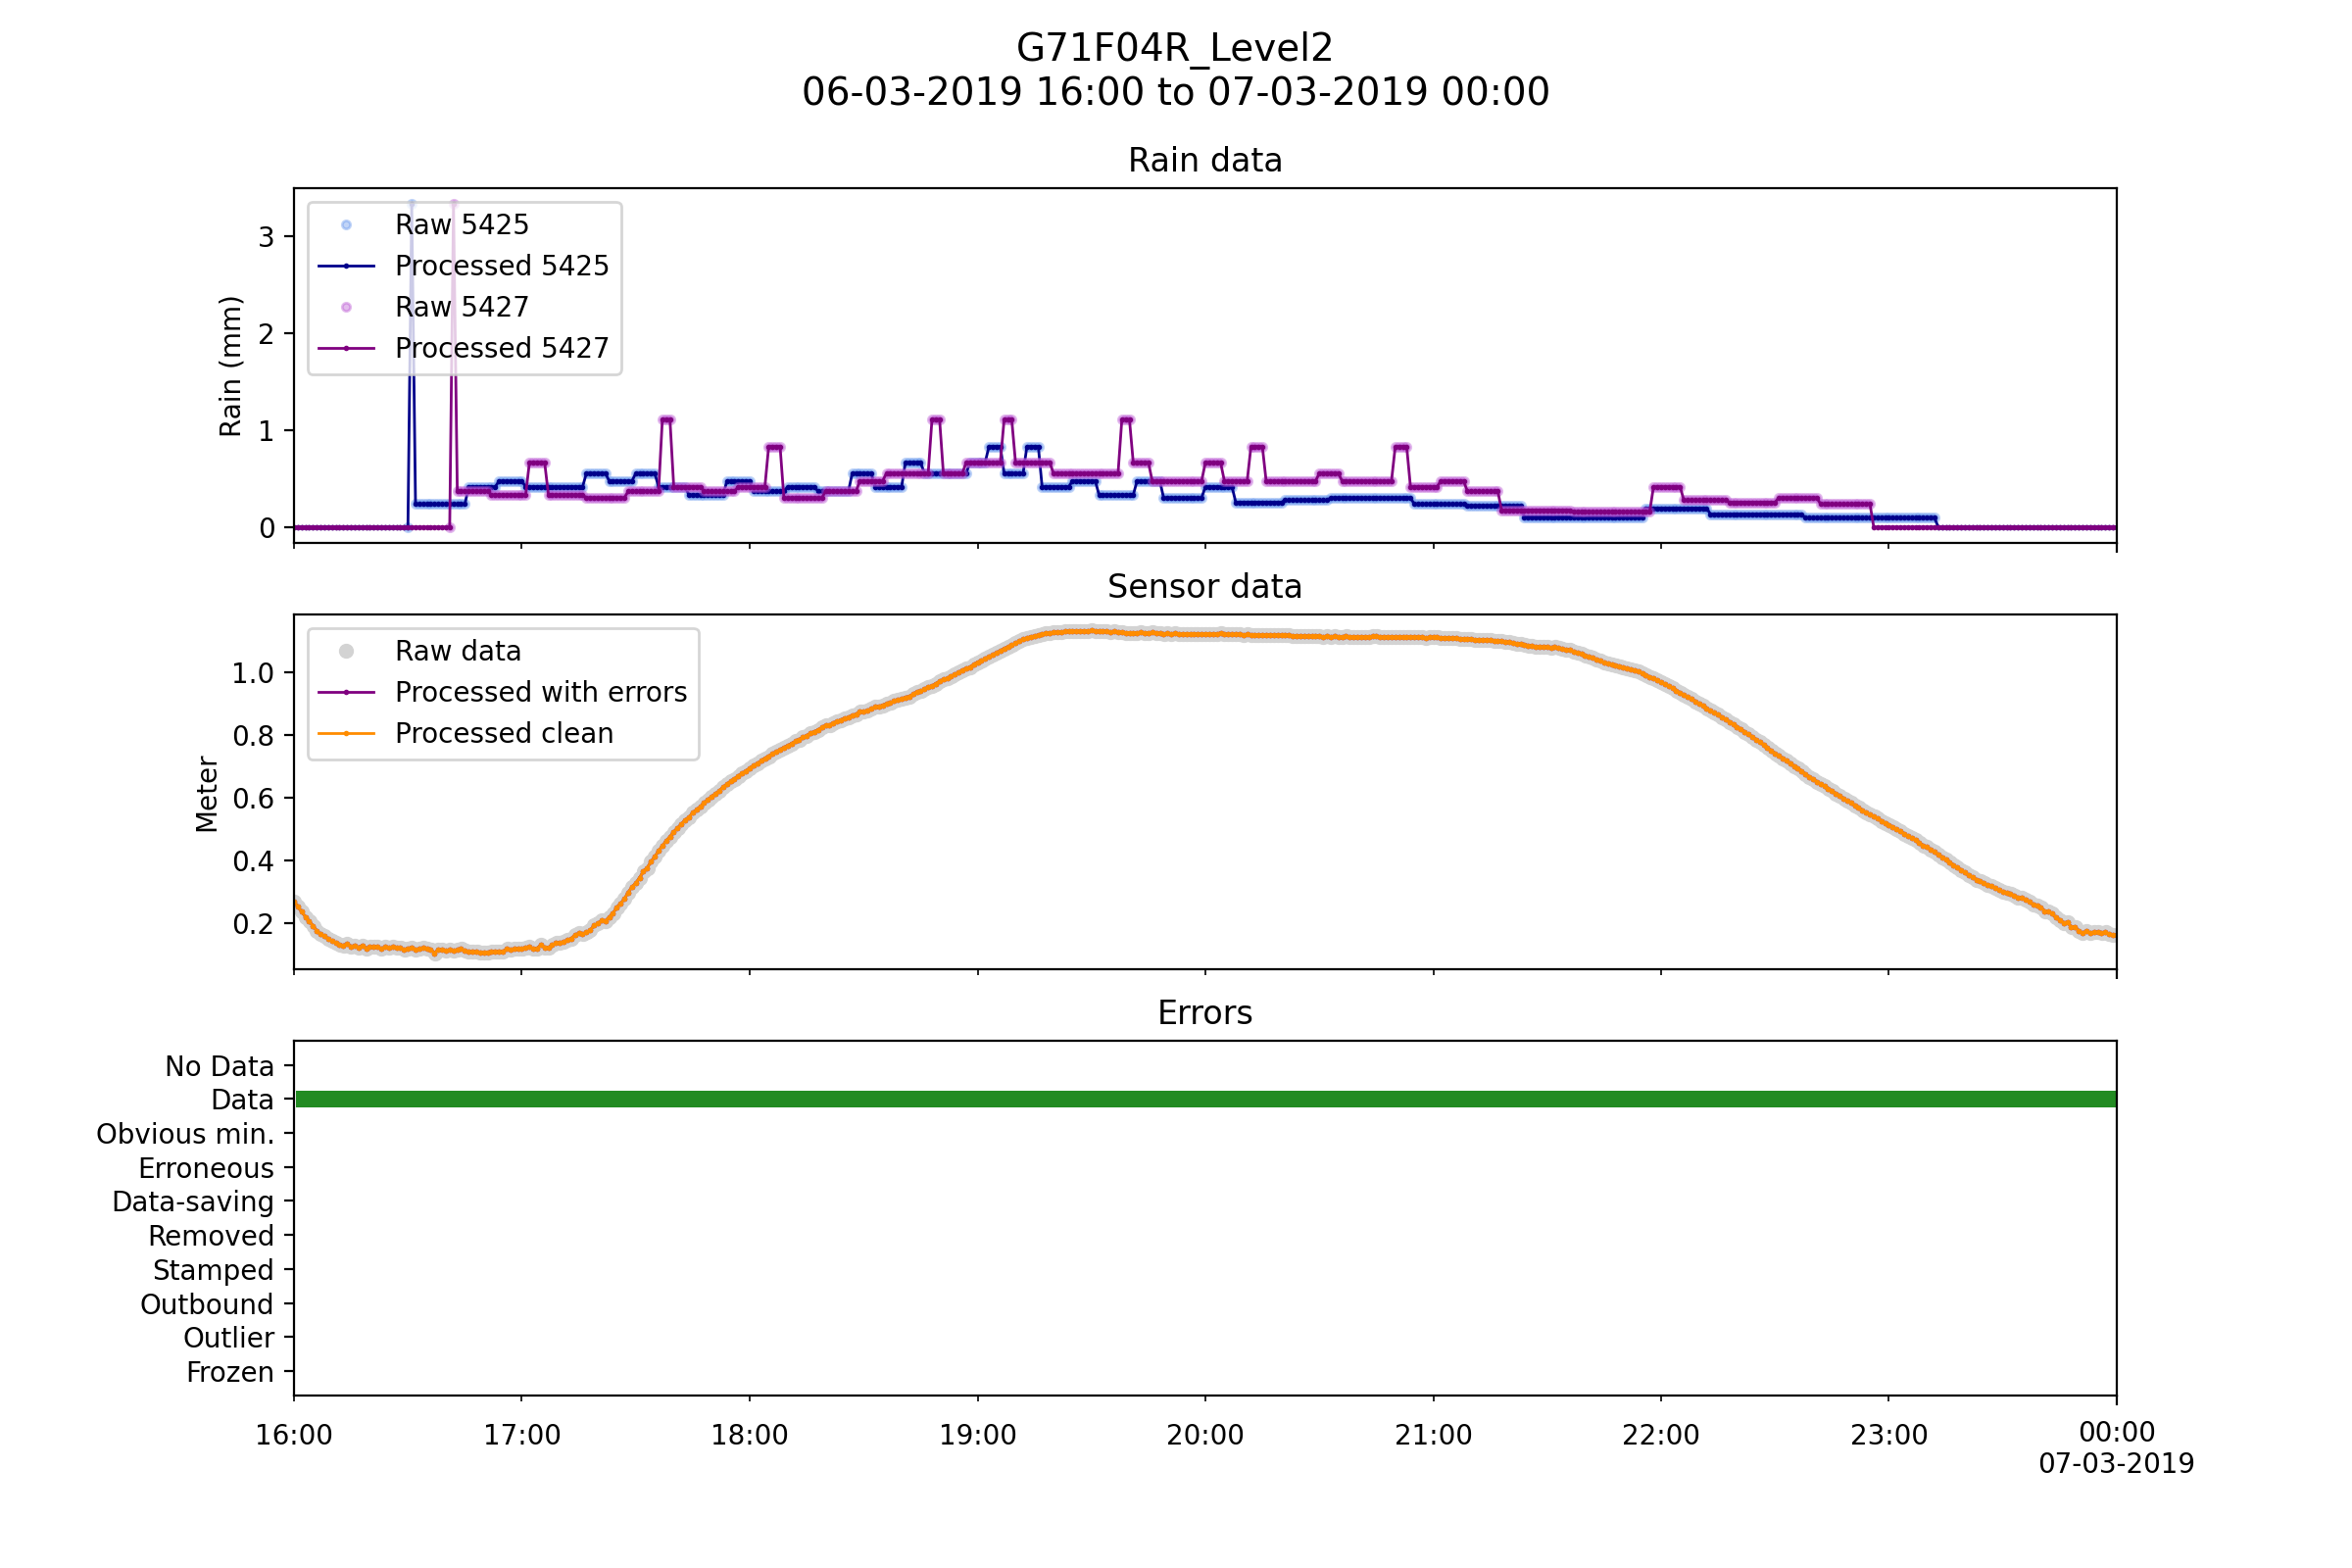 G71F04R_Level2
06-03-2019 16:00 to 07-03-2019 00:00
Rain data
Rain (mm)
3
2
1
0
Raw 5425
Processed 5425
Raw 5427
Processed 5427
Sensor data
Meter
1.0
0.8
0.6
0.4
0.2
Raw data
Processed with errors
Processed clean
Errors
No Data
Data
Obvious min.
Erroneous
Data-saving
Removed
Stamped
Outbound
Outlier
Frozen
16:00 17:00 18:00 19:00 20:00 21:00 22:00 23:00 00:00
07-03-2019